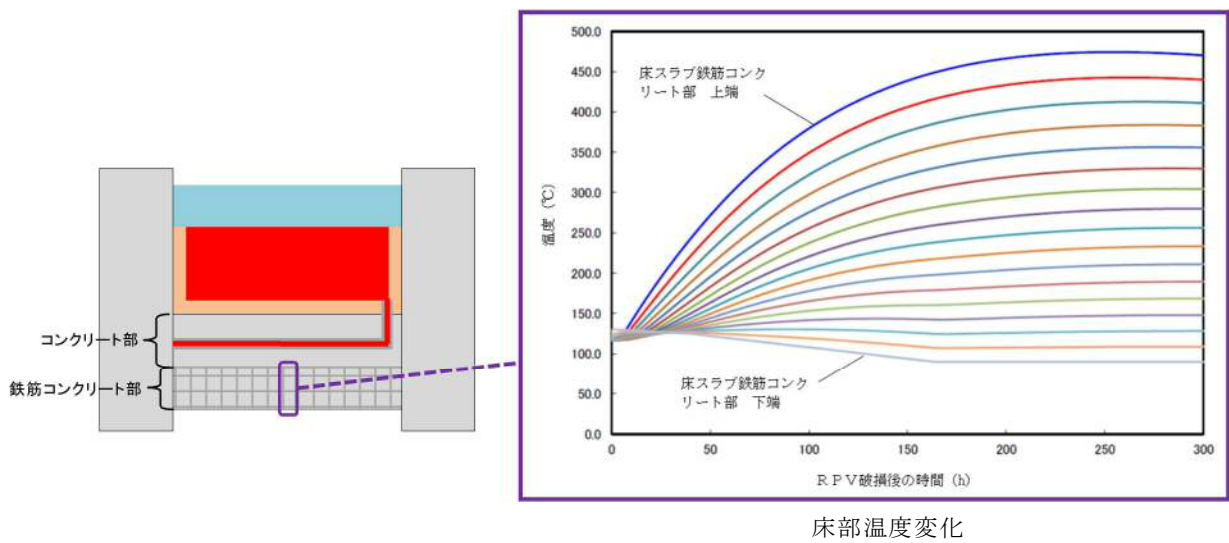 コンクリート部
鉄筋コンクリート部
500.0
450.0
400.0
350.0
300.0
250.0
200.0
150.0
100.0
50.0
0.0
温度 (℃)
床スラブ鉄筋コンク
リート部 上端
床スラブ鉄筋コンク
リート部 下端
0
50
100
150
200
250
300
RPV破損後の時間 (h)
床部温度変化